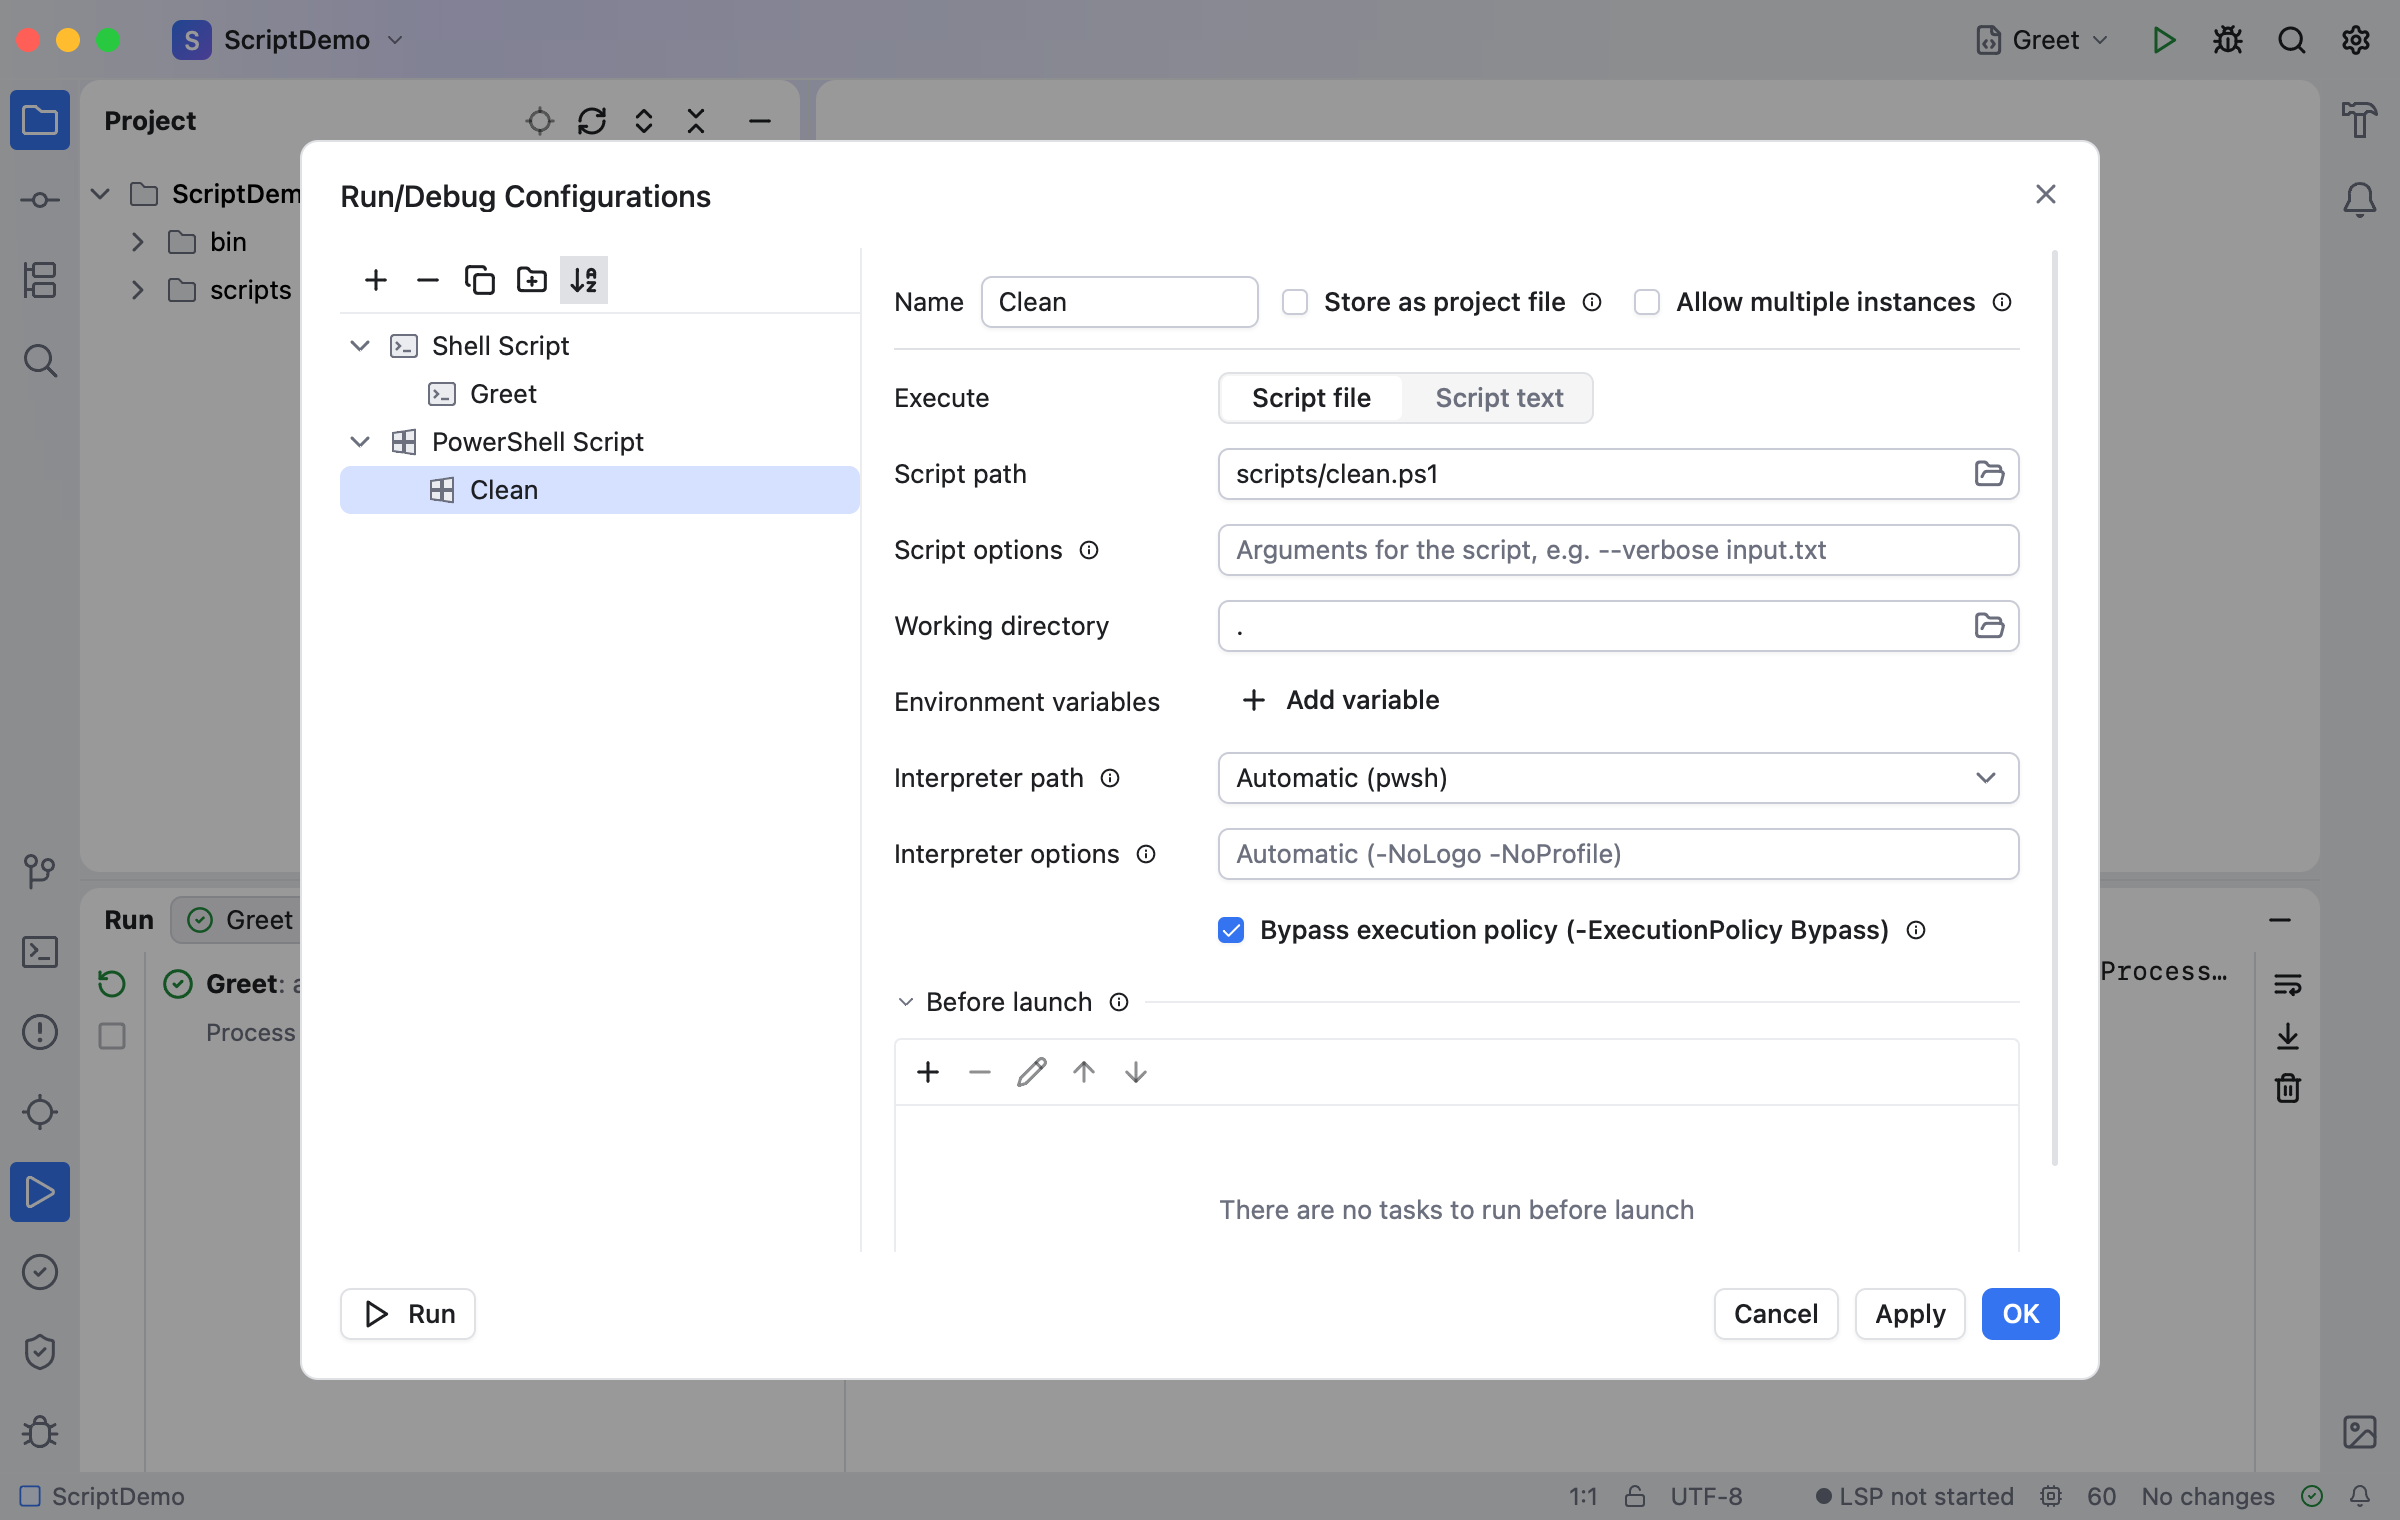 S ScriptDemo
Greet
Project
ScriptDem
bin
scripts
Run/Debug Configurations
Shell Script
Greet
PowerShell Script
Clean
Name Clean Store as project file Allow multiple instances
Execute Script file Script text
Script path scripts/clean.ps1
Script options Arguments for the script, e.g. --verbose input.txt
Working directory .
Environment variables Add variable
Interpreter path Automatic (pwsh)
Interpreter options Automatic (-NoLogo -NoProfile)
Bypass execution policy (-ExecutionPolicy Bypass)
Before launch
There are no tasks to run before launch
Run
Cancel Apply OK
Run Greet
Greet: a
Process
Process…
ScriptDemo
1:1 UTF-8 LSP not started 60 No changes